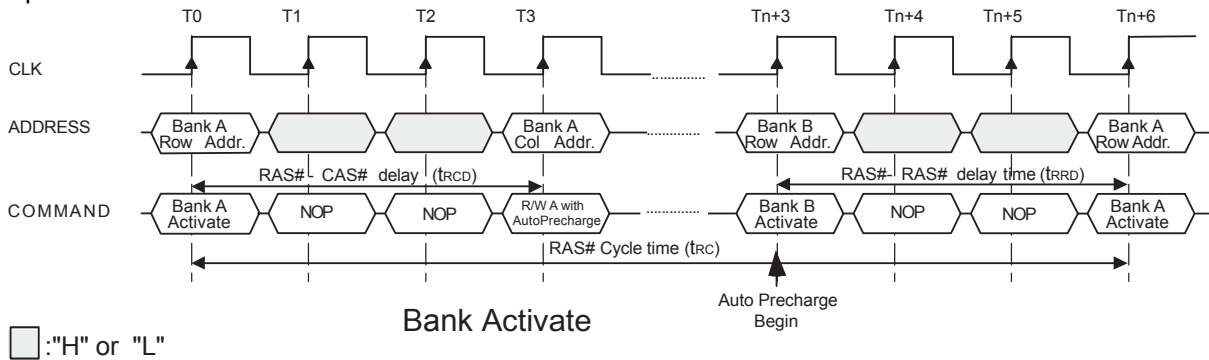 T0 T1 T2 T3 Tn+3 Tn+4 Tn+5 Tn+6
CLK
ADDRESS
Bank A
Row Addr.
Bank A
Col Addr.
Bank B
Row Addr.
Bank A
Row Addr.
RAS# - CAS# delay (tRCD)
RAS#- RAS# delay time (tRRD)
COMMAND
Bank A
Activate
NOP
NOP
R/W A with
AutoPrecharge
Bank B
Activate
NOP
NOP
Bank A
Activate
RAS# Cycle time (tRC)
Auto Precharge
Begin
Bank Activate
:"H" or "L"